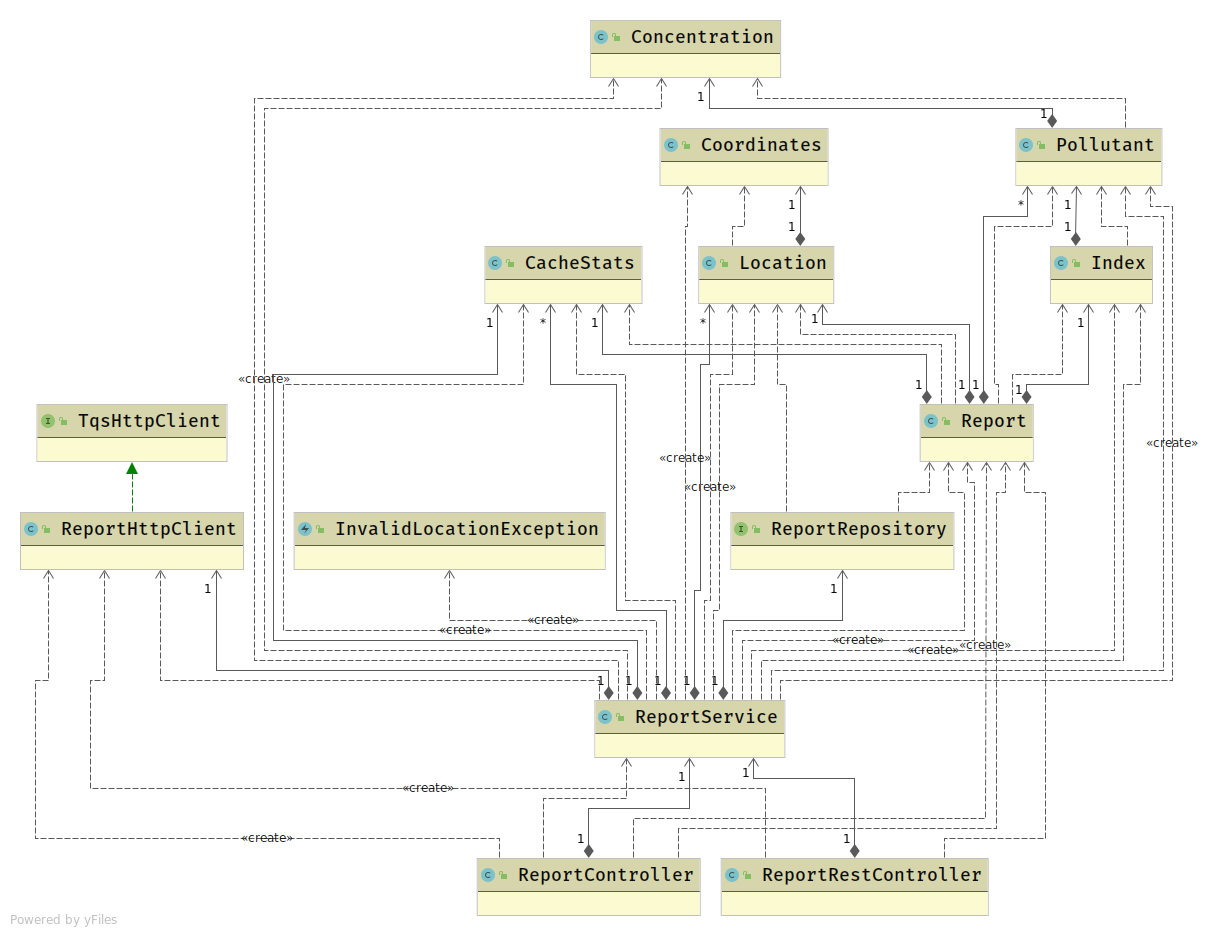 Concentration
1
1
Coordinates
Pollutant
1
*
1
1
1
CacheStats
Location
Index
1
*
1
*
1
1
«create»
1
1
1
1
TqsHttpClient
Report
«create»
«create»
«create»
ReportHttpClient
InvalidLocationException
ReportRepository
1
1
«create»
«create»
«create»
«create»
«create»
1
1
1
1
1
ReportService
1
1
«create»
«create»
1
1
ReportController
ReportRestController
Powered by yFiles